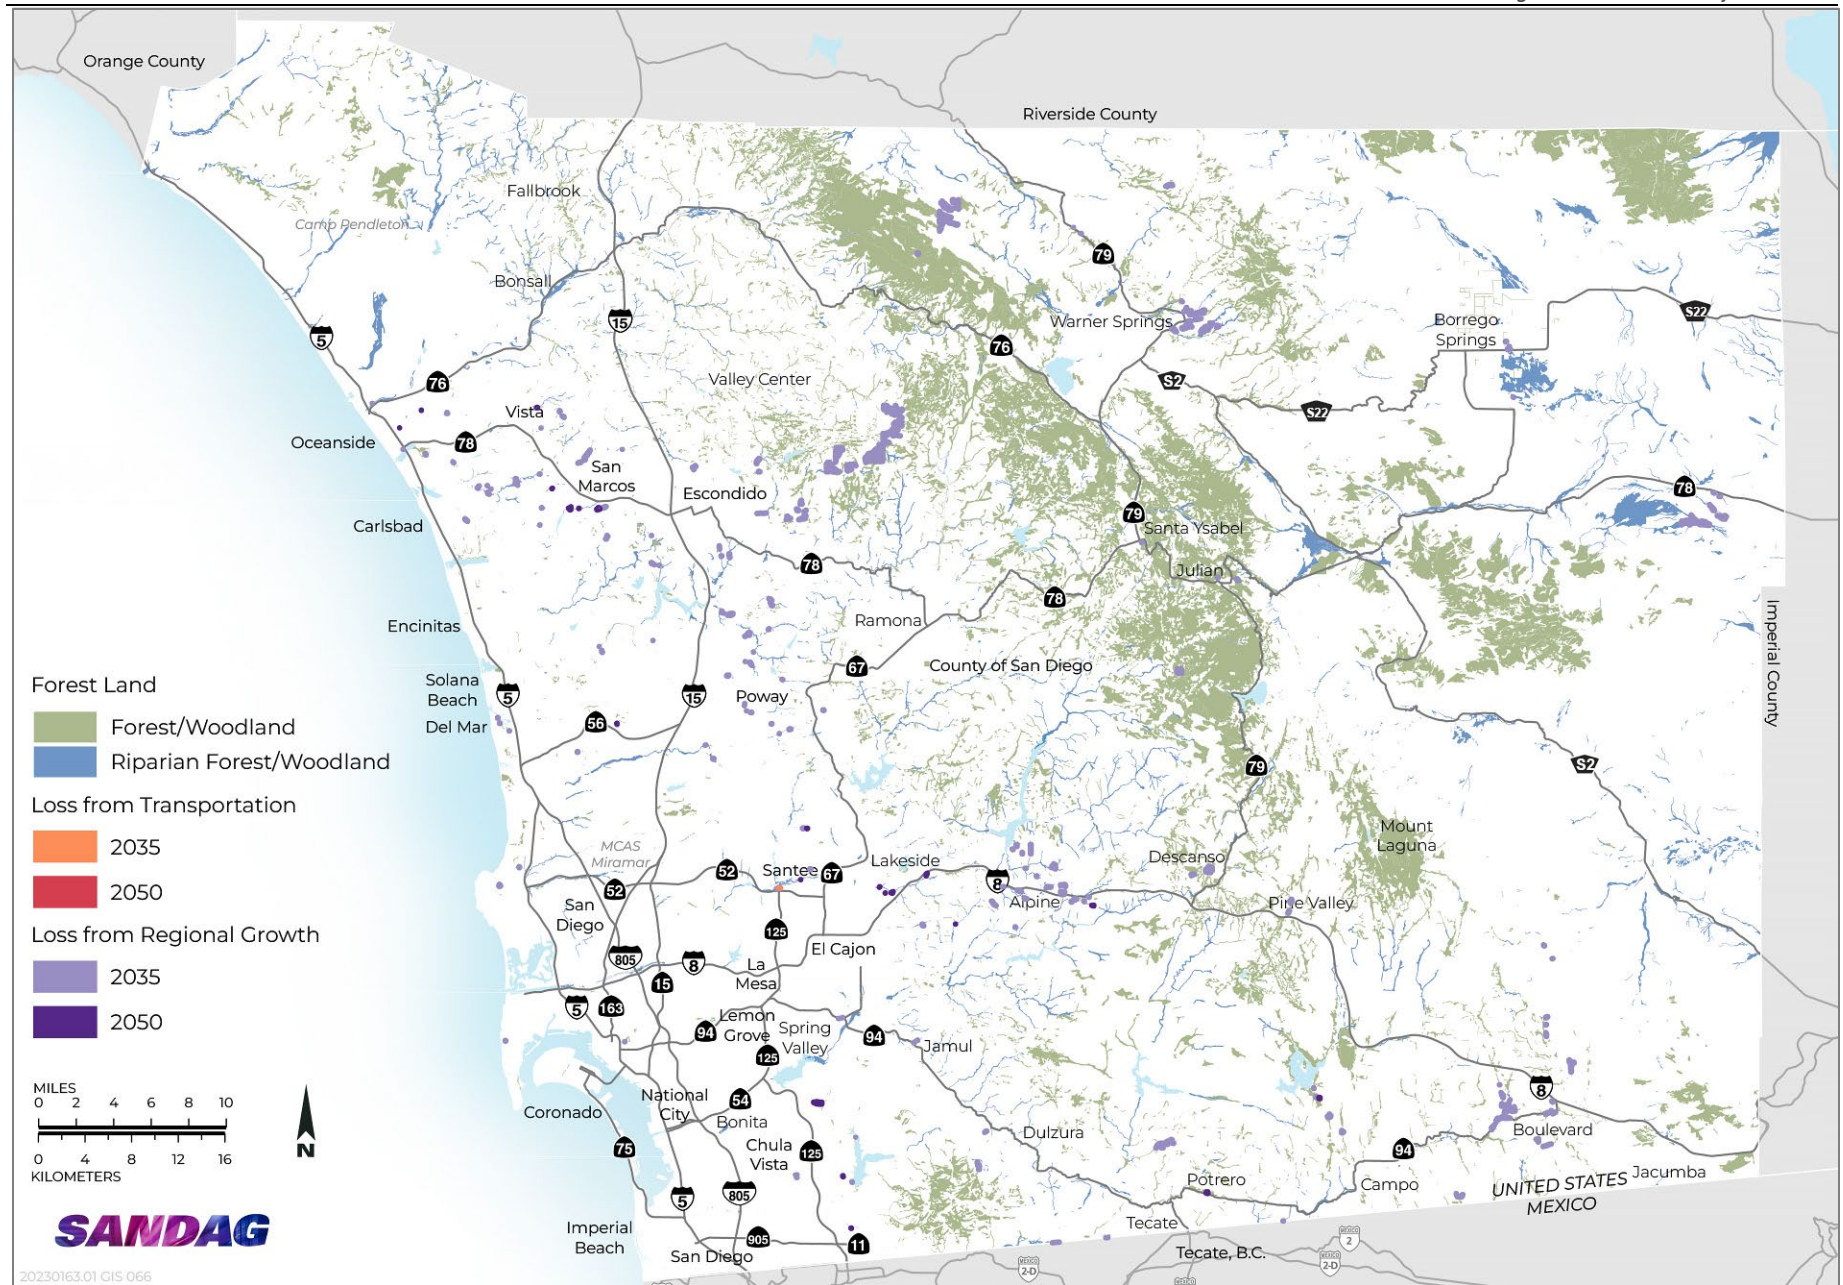 Orange County
Riverside County
Fallbrook
Camp Pendleton
79
Bonsall
S22
15
Warner Springs
Borrego
Springs
5
76
Valley Center
76
S2
S22
Vista
Oceanside
78
San
Marcos
78
Escondido
79
Carlsbad
Santa Ysabel
78
Julian
78
Encinitas
Ramona
Imperial County
67
County of San Diego
Solana
Beach
5
15
Poway
Del Mar
56
79
S2
Forest Land
Forest/Woodland
Riparian Forest/Woodland
Loss from Transportation
2035
2050
Loss from Regional Growth
2035
2050
Mount
Laguna
MCAS
Miramar
52
Santee
67
Lakeside
Descanso
52
8
Alpine
Pine Valley
San
Diego
125
El Cajon
805
8
La
Mesa
15
5
163
94
Lemon
Grove
Spring
Valley
94
Jamul
125
MILES
0 2 4 6 8 10
0 4 8 12 16
KILOMETERS
N
National
City
54
Coronado
Bonita
8
Boulevard
Dulzura
75
Chula
Vista
125
94
Potrero
Campo
Jacumba
UNITED STATES
MEXICO
5
805
SANDAG
Imperial
Beach
905
San Diego
11
Tecate
Tecate, B.C.
2
2-D
2-D
20230163.01 GIS 066